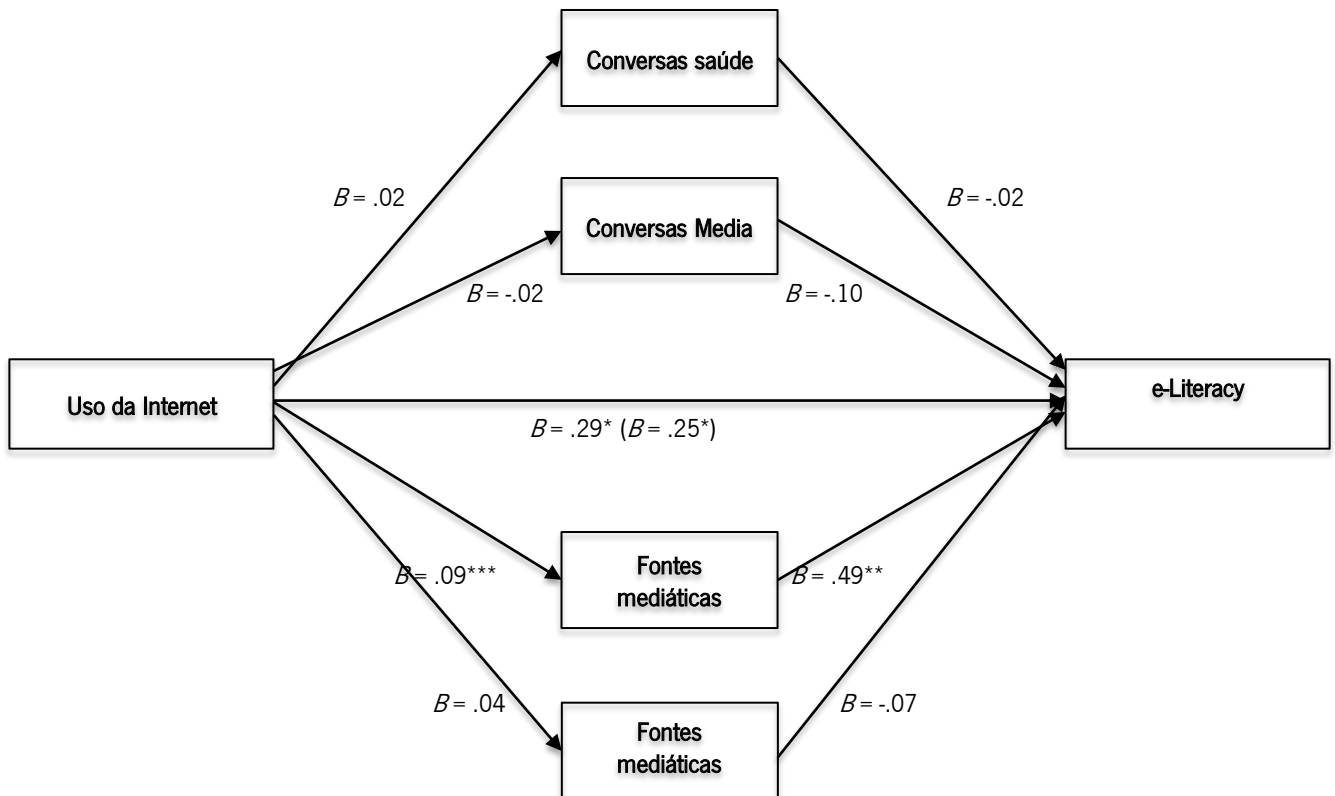 Conversas saúde
B = .02
B = -.02
Conversas Media
B = -.02
B = -.10
Uso da Internet
e-Literacy
B = .29* (B = .25*)
Fontes
mediáticas
B = .09***
B = .49**
B = .04
B = -.07
Fontes
mediáticas